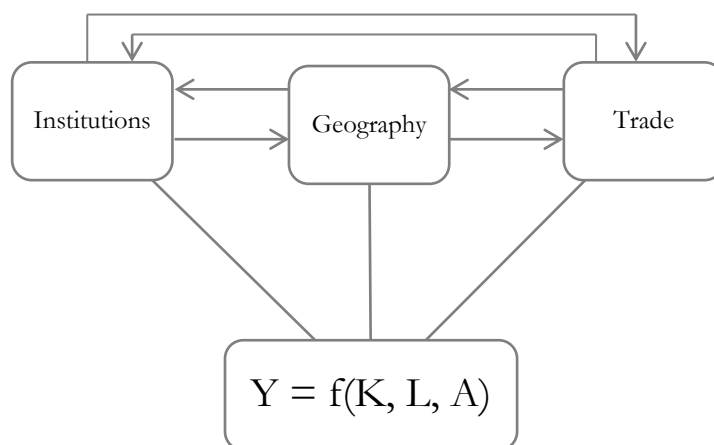 Institutions
Geography
Trade
Y = f(K, L, A)